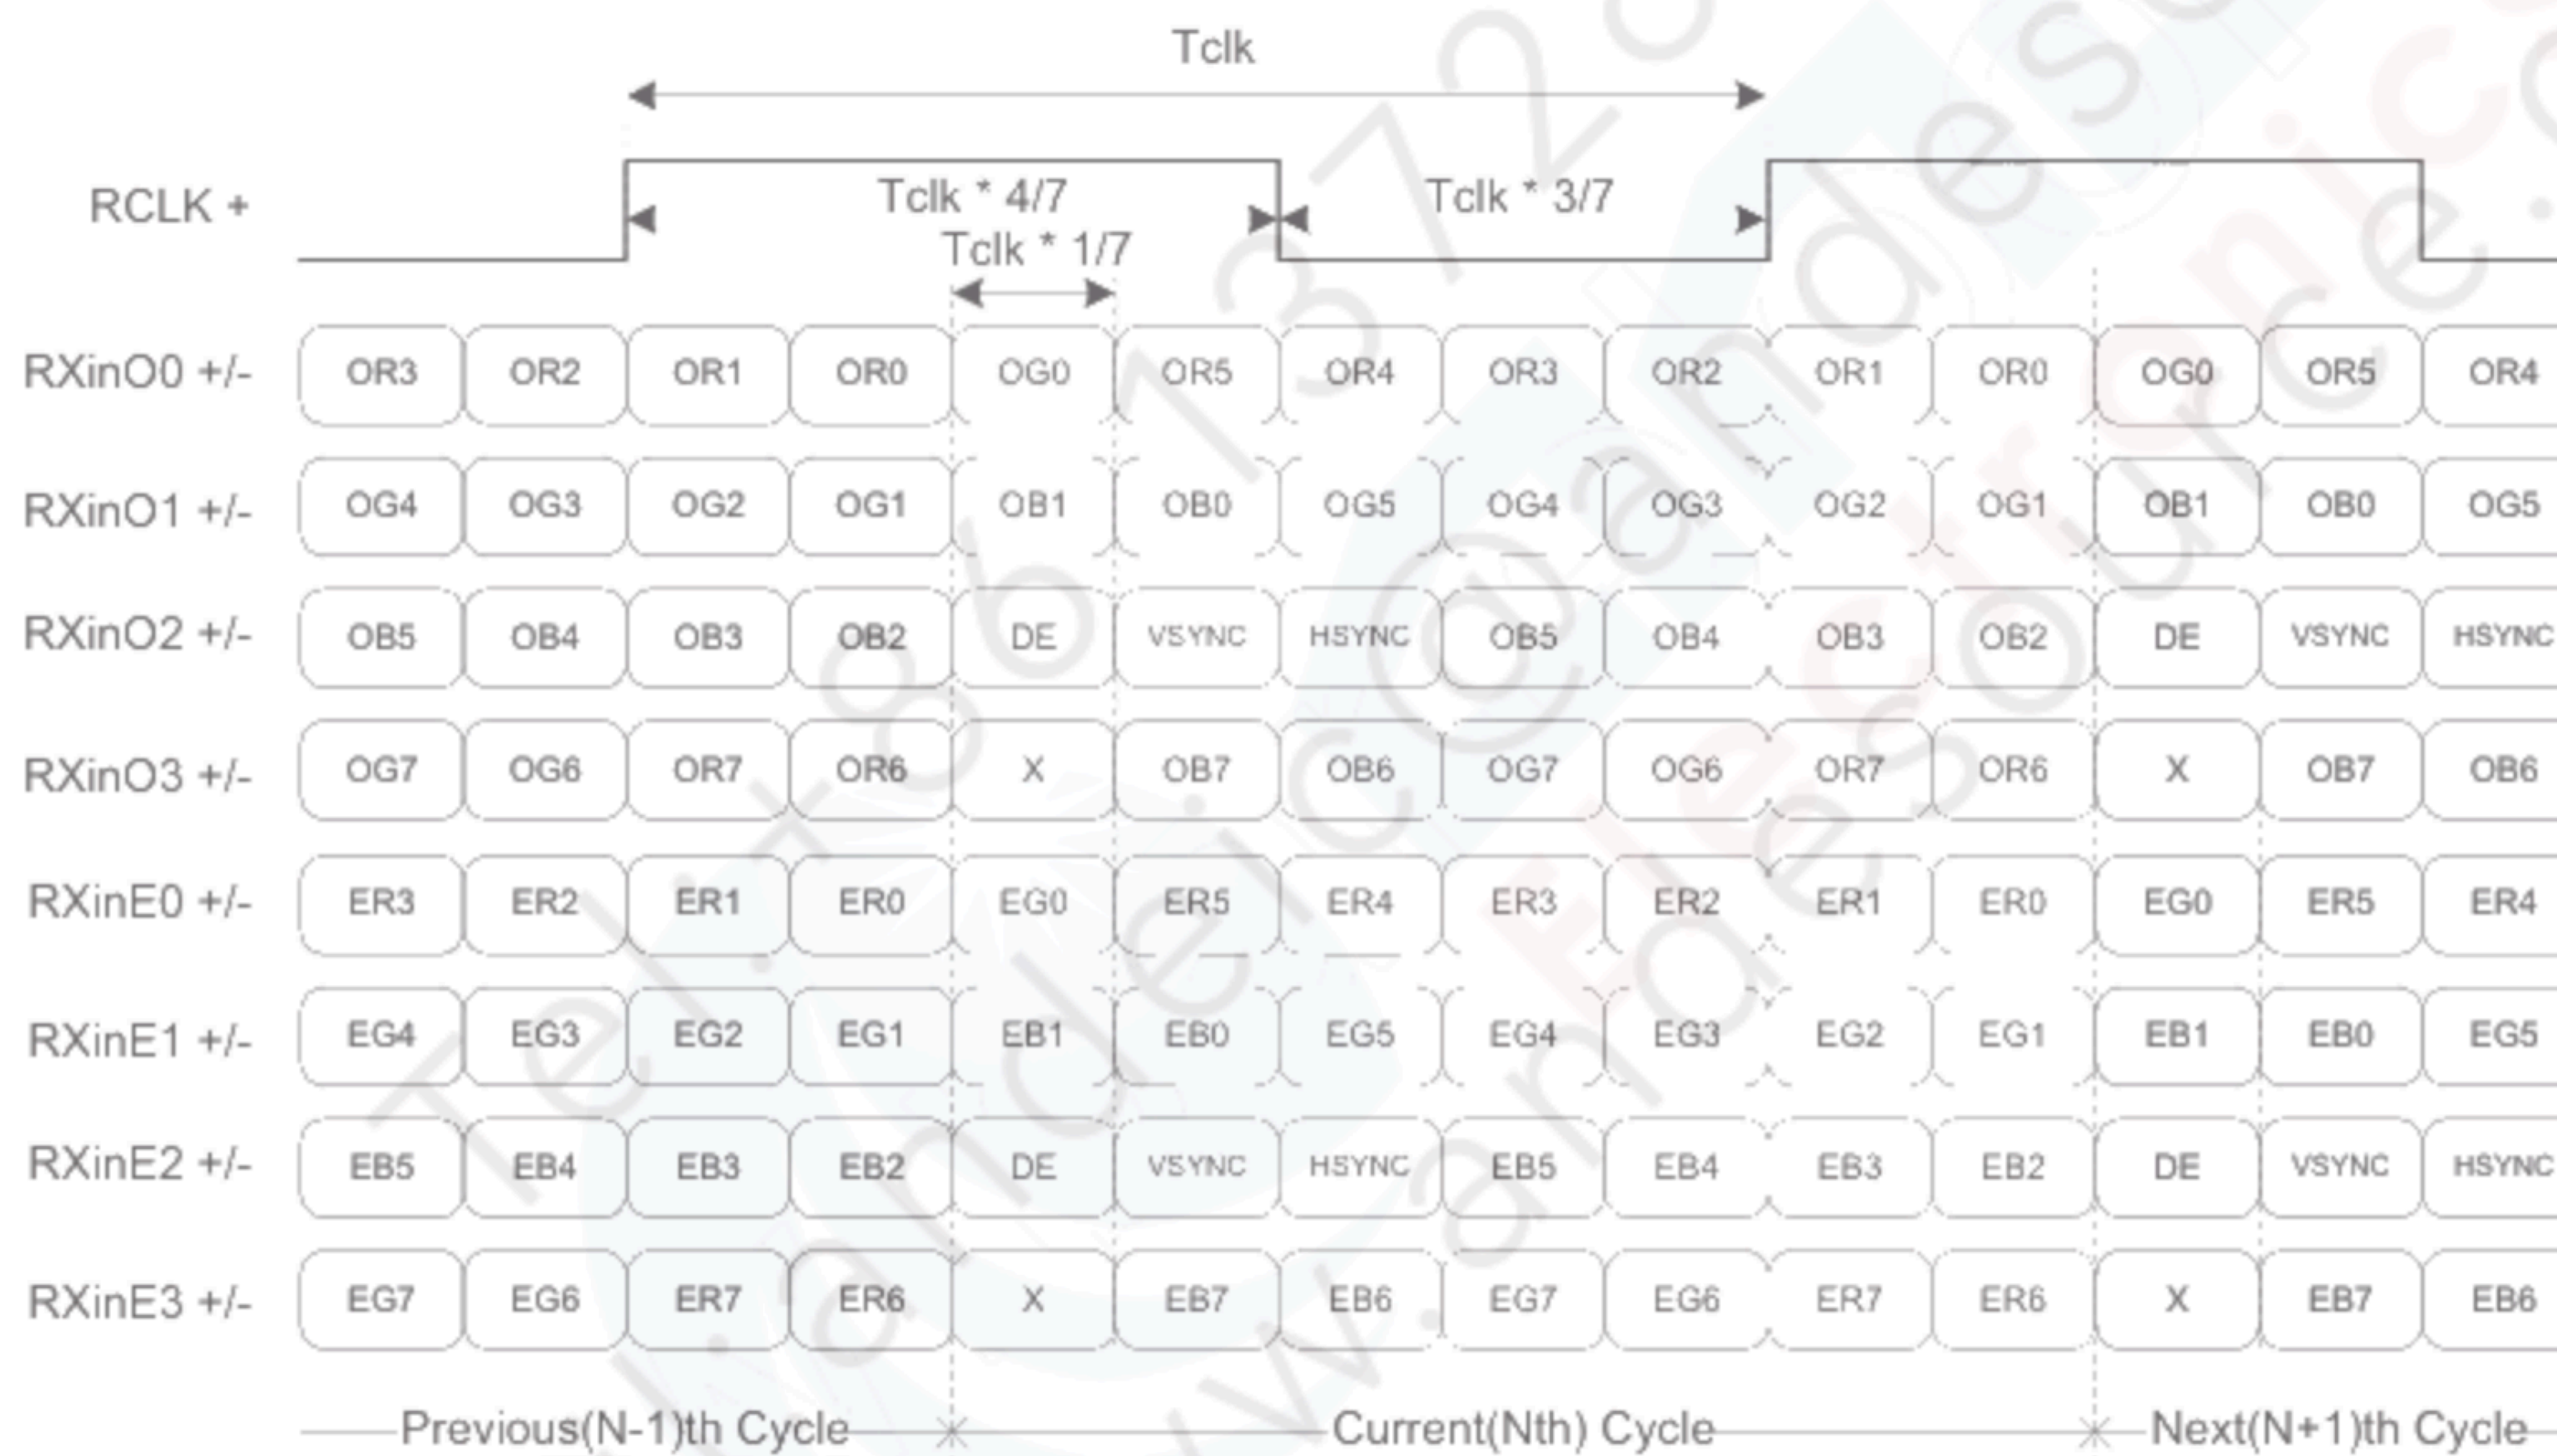 Tclk
RCLK +
Tclk * 4/7
Tclk * 3/7
Tclk * 1/7
RXinO0 +/- OR3 OR2 OR1 OR0 OG0 OR5 OR4 OR3 OR2 OR1 OR0 OG0 OR5 OR4
RXinO1 +/- OG4 OG3 OG2 OG1 OB1 OB0 OG5 OG4 OG3 OG2 OG1 OB1 OB0 OG5
RXinO2 +/- OB5 OB4 OB3 OB2 DE VSYNC HSYNC OB5 OB4 OB3 OB2 DE VSYNC HSYNC
RXinO3 +/- OG7 OG6 OR7 OR6 X OB7 OB6 OG7 OG6 OR7 OR6 X OB7 OB6
RXinE0 +/- ER3 ER2 ER1 ER0 EG0 ER5 ER4 ER3 ER2 ER1 ER0 EG0 ER5 ER4
RXinE1 +/- EG4 EG3 EG2 EG1 EB1 EB0 EG5 EG4 EG3 EG2 EG1 EB1 EB0 EG5
RXinE2 +/- EB5 EB4 EB3 EB2 DE VSYNC HSYNC EB5 EB4 EB3 EB2 DE VSYNC HSYNC
RXinE3 +/- EG7 EG6 ER7 ER6 X EB7 EB6 EG7 EG6 ER7 ER6 X EB7 EB6
Previous(N-1)th Cycle Current(Nth) Cycle Next(N+1)th Cycle